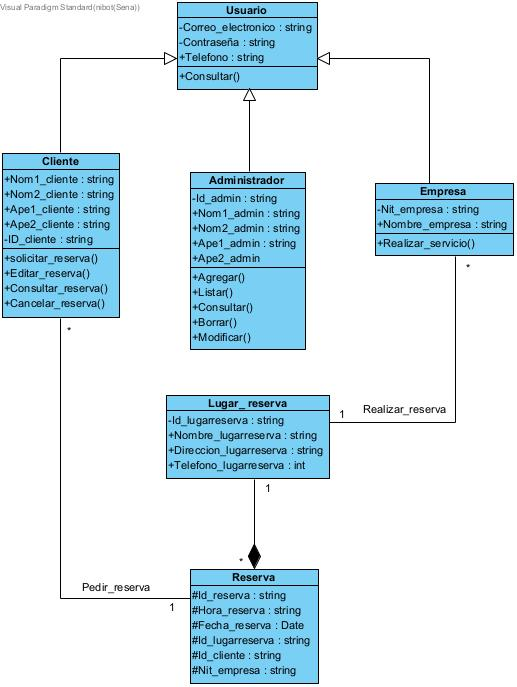 Visual Paradigm Standard(nibot(Sena))
Usuario
-Correo_electronico : string
-Contraseña : string
+Telefono : string
+Consultar()
Cliente
+Nom1_cliente : string
+Nom2_cliente : string
+Ape1_cliente : string
+Ape2_cliente : string
-ID_cliente : string
+solicitar_reserva()
+Editar_reserva()
+Consultar_reserva()
+Cancelar_reserva()
*
Administrador
-Id_admin : string
+Nom1_admin : string
+Nom2_admin : string
+Ape1_admin : string
+Ape2_admin
+Agregar()
+Listar()
+Consultar()
+Borrar()
+Modificar()
Empresa
-Nit_empresa : string
+Nombre_empresa : string
+Realizar_servicio()
*
Lugar_ reserva
-Id_lugarreserva : string
+Nombre_lugarreserva : string
+Direccion_lugarreserva : string
+Telefono_lugarreserva : int
1
Realizar_reserva
1
*
Pedir_reserva
1
Reserva
#Id_reserva : string
#Hora_reserva : string
#Fecha_reserva : Date
#Id_lugarreserva : string
#Id_cliente : string
#Nit_empresa : string